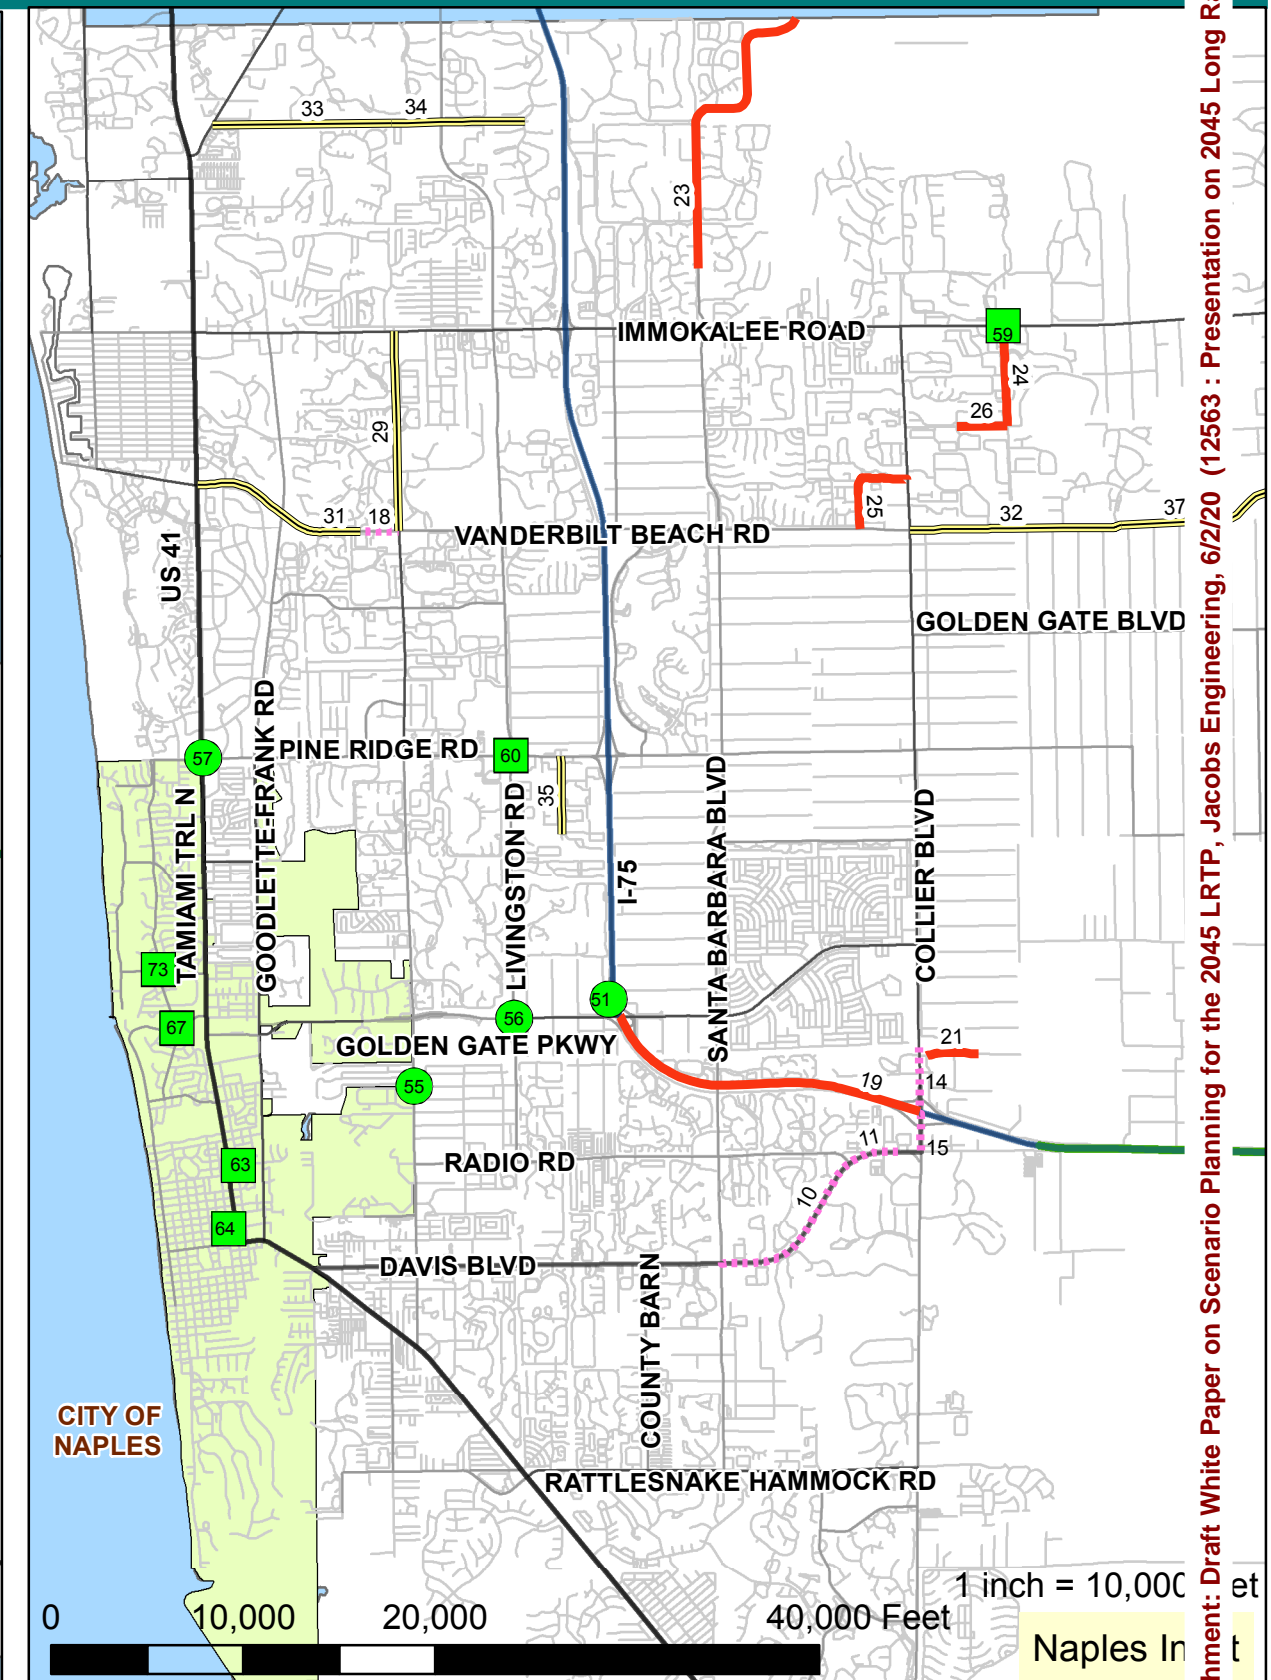 33
34
23
IMMOKALEE ROAD
59
24
26
29
25
31
18
VANDERBILT BEACH RD
32
37
US 41
GOLDEN GATE BLVD
57
GOODLETTE-FRANK RD
PINE RIDGE RD
60
35
TAMIAMI TRL N
LIVINGSTON RD
I-75
SANTA BARBARA BLVD
COLLIER BLVD
73
67
56
51
GOLDEN GATE PKWY
55
21
19
14
11
15
10
63
RADIO RD
64
DAVIS BLVD
COUNTY BARN
CITY OF
NAPLES
RATTLESNAKE HAMMOCK RD
1 inch = 10,000
0 10,000 20,000 40,000 Feet
Naples
Draft White Paper on Scenario Planning for the 2045 LRTP, Jacobs Engineering, 6/2/20 (12563 : Presentation on 2045 Long